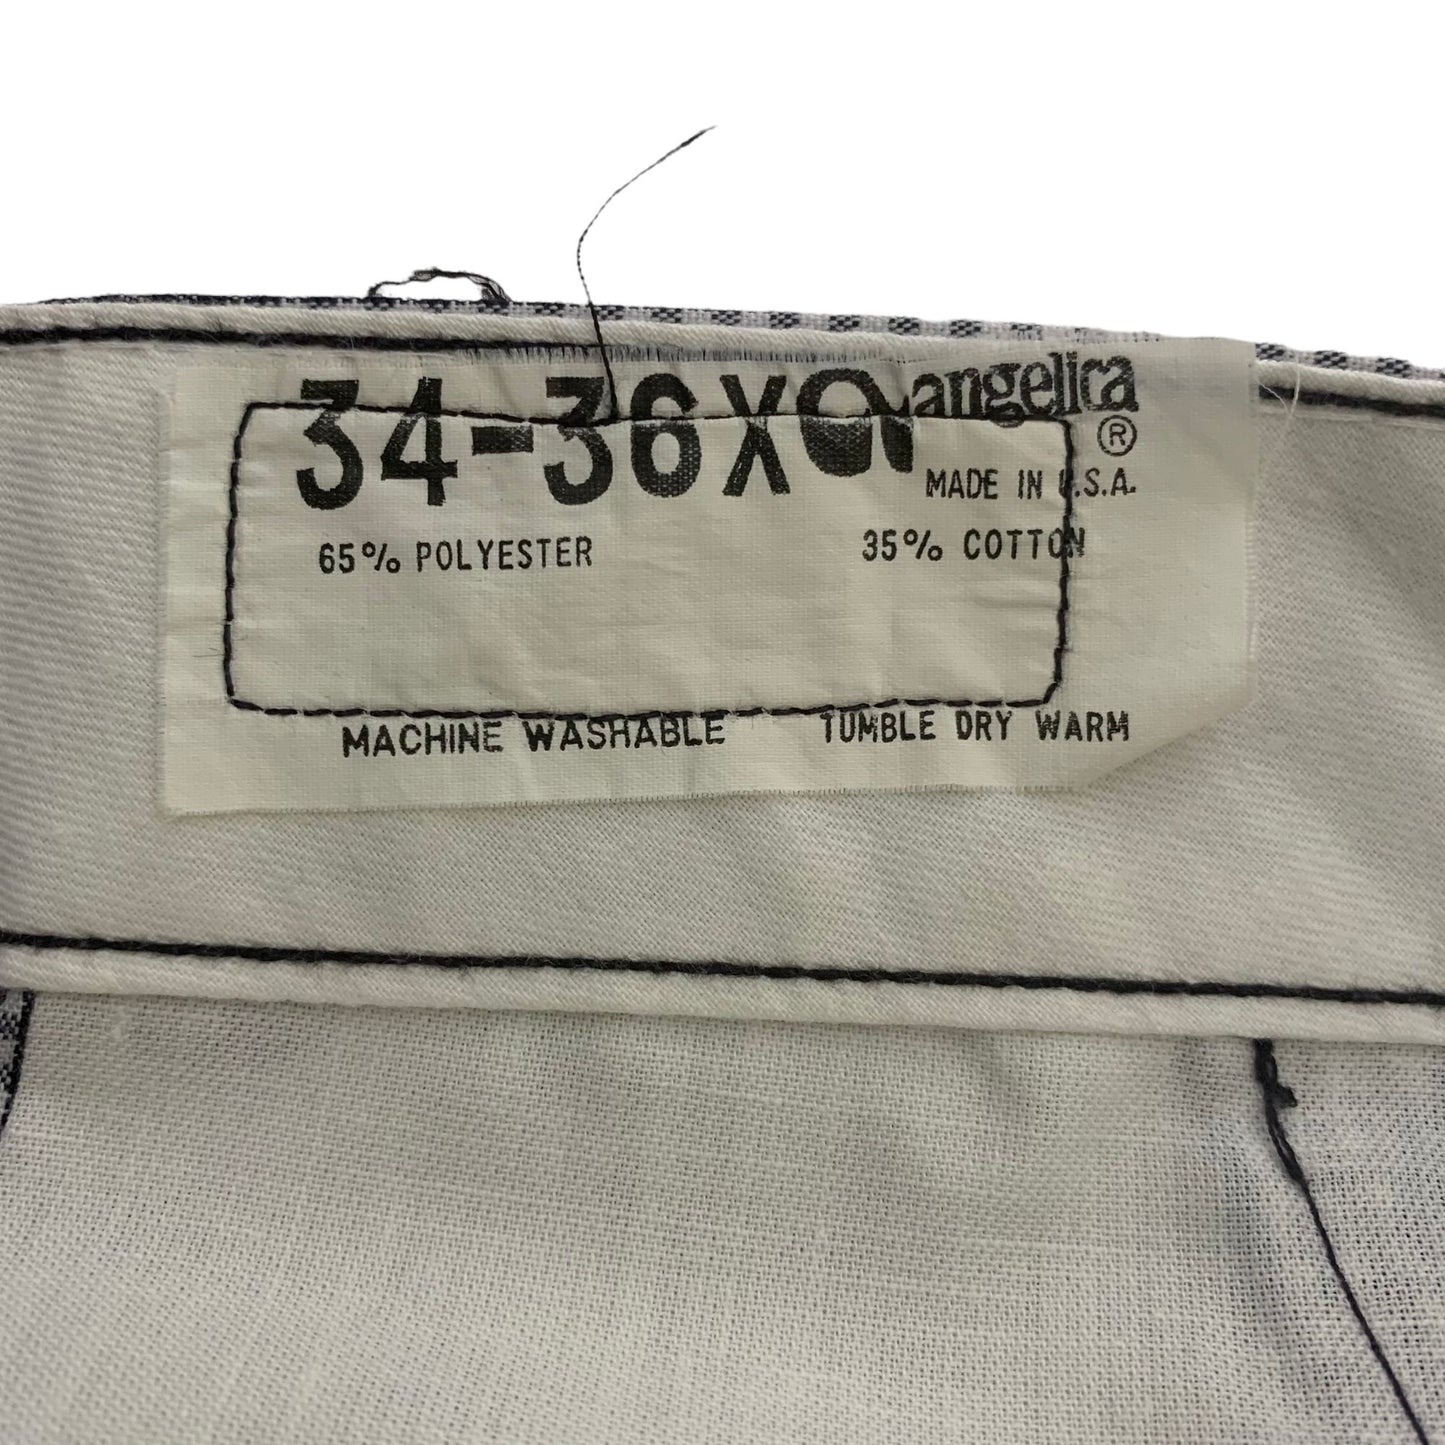 34-36X angelica
®
MADE IN U.S.A.
65% POLYESTER 35% COTTON
MACHINE WASHABLE TUMBLE DRY WARM